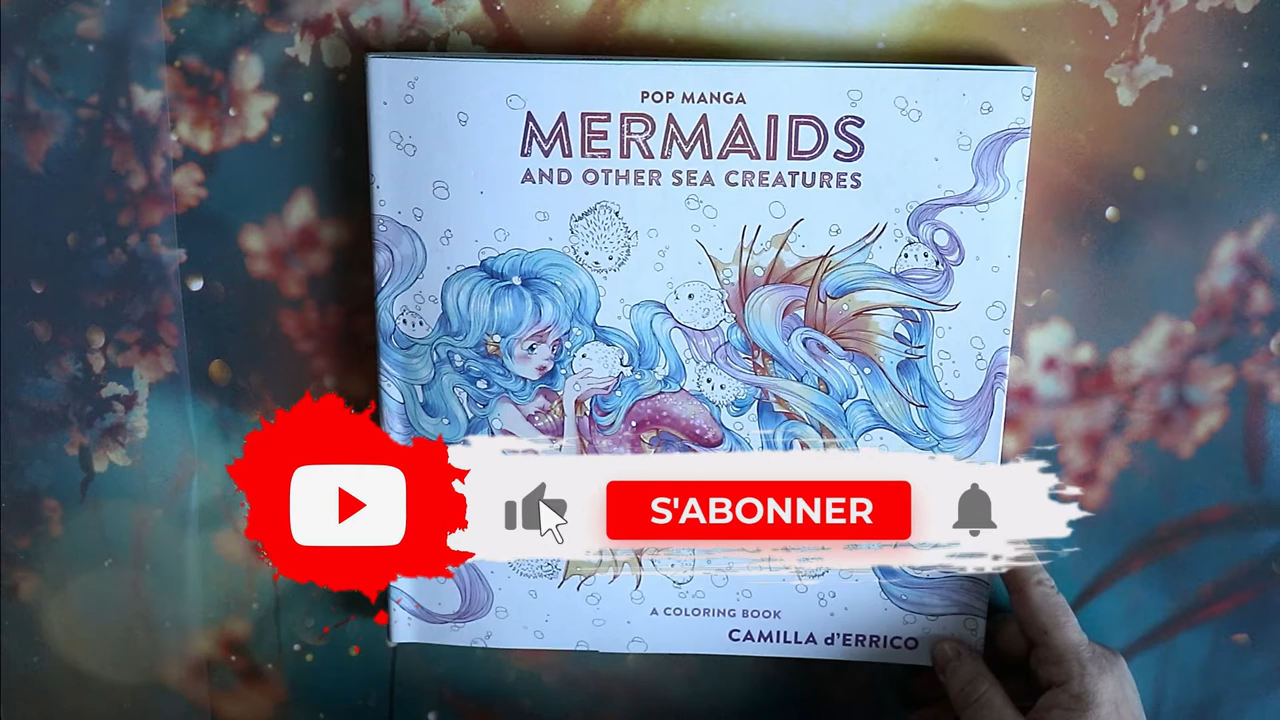 POP MANGA
MERMAIDS
AND OTHER SEA CREATURES
S'ABONNER
A COLORING BOOK
CAMILLA d'ERRICO